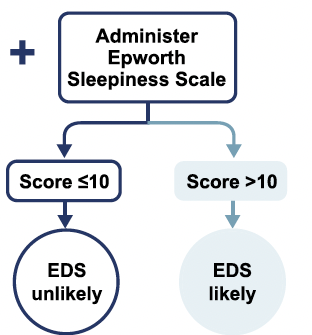 +
Administer
Epworth
Sleepiness Scale
Score ≤10
Score >10
EDS
unlikely
EDS
likely